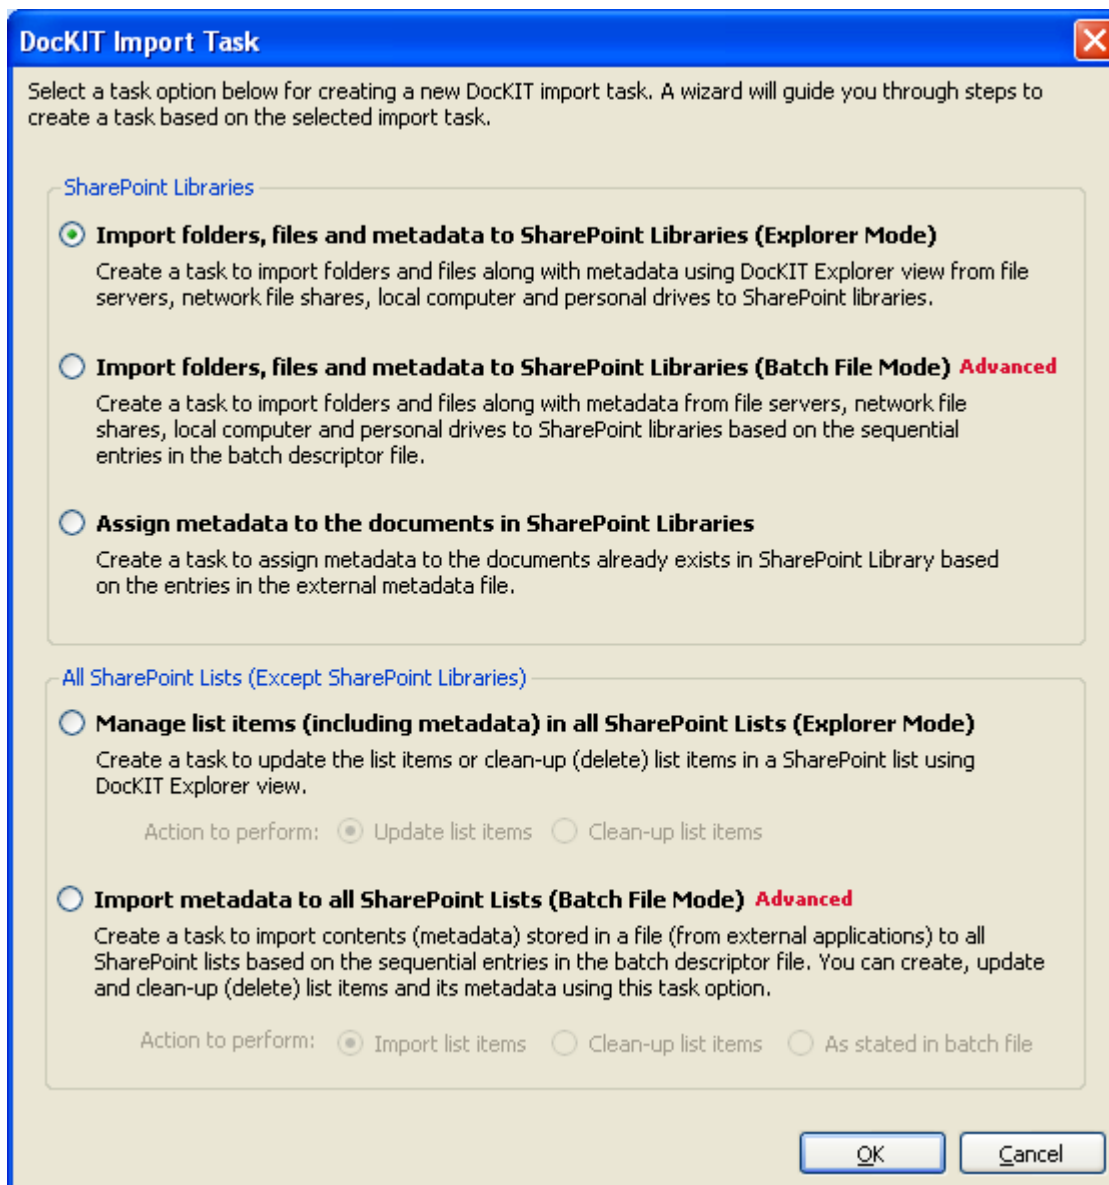 DocKIT Import Task
Select a task option below for creating a new DocKIT import task. A wizard will guide you through steps to
create a task based on the selected import task.
SharePoint Libraries
Import folders, files and metadata to SharePoint Libraries (Explorer Mode)
Create a task to import folders and files along with metadata using DocKIT Explorer view from file
servers, network file shares, local computer and personal drives to SharePoint libraries.
Import folders, files and metadata to SharePoint Libraries (Batch File Mode) Advanced
Create a task to import folders and files along with metadata from file servers, network file
shares, local computer and personal drives to SharePoint libraries based on the sequential
entries in the batch descriptor file.
Assign metadata to the documents in SharePoint Libraries
Create a task to assign metadata to the documents already exists in SharePoint Library based
on the entries in the external metadata file.
All SharePoint Lists (Except SharePoint Libraries)
Manage list items (including metadata) in all SharePoint Lists (Explorer Mode)
Create a task to update the list items or clean-up (delete) list items in a SharePoint list using
DocKIT Explorer view.
Action to perform: Update list items Clean-up list items
Import metadata to all SharePoint Lists (Batch File Mode) Advanced
Create a task to import contents (metadata) stored in a file (from external applications) to all
SharePoint lists based on the sequential entries in the batch descriptor file. You can create, update
and clean-up (delete) list items and its metadata using this task option.
Action to perform: Import list items Clean-up list items As stated in batch file
OK Cancel